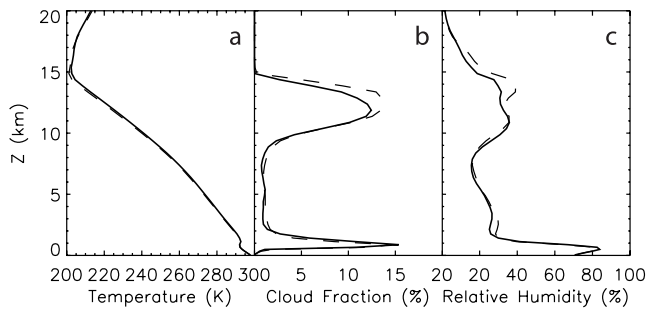 20
15
10
5
0
Z (km)
a
b
c
200 220 240 260 280 300 5 10 15 20 20 40 60 80 100
Temperature (K) Cloud Fraction (%) Relative Humidity (%)